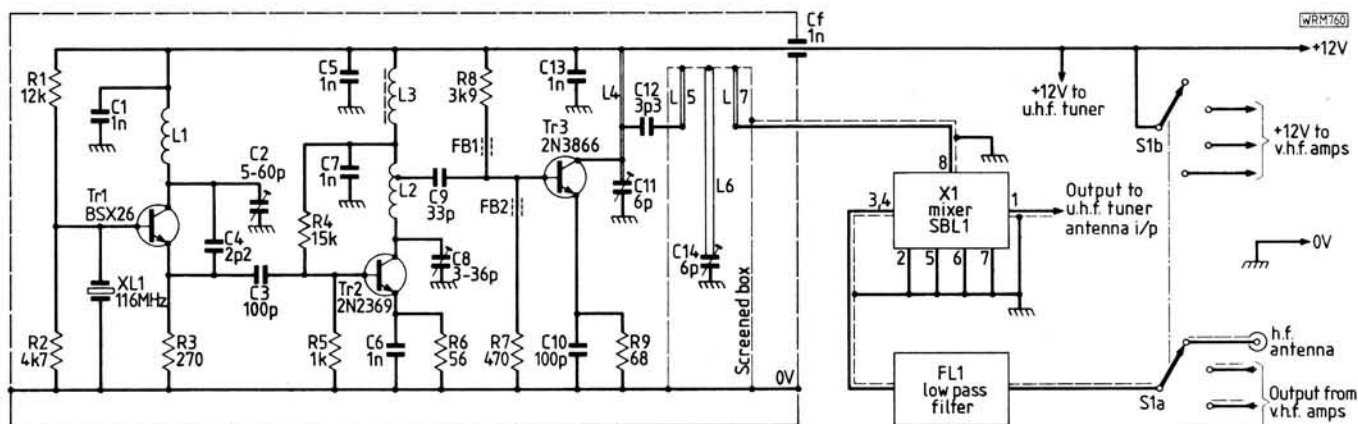 WRM760
Cf
1n
+12V
R1
12k
C1
1n
L1
C2
5-60p
Tr1
BSX26
C4
2p2
XL1
116MHz
C3
100p
R2
4k7
R3
270
C5
1n
L3
C7
1n
L2
R4
15k
C9
33p
C8
3-36p
Tr2
2N2369
R5
1k
C6
1n
R6
56
R8
3k9
FB1
FB2
R7
470
C13
1n
Tr3
2N3866
L4
C12
3p3
C11
6p
C10
100p
R9
68
L5
L6
L7
C14
6p
Screened box
0V
+12V to
u.h.f. tuner
S1b
+12V to
v.h.f. amps
8
3,4
X1
mixer
SBL1
1
2
5
6
7
Output to
u.h.f. tuner
antenna i/p
0V
FL1
low pass
filter
S1a
h.f.
antenna
Output from
v.h.f. amps